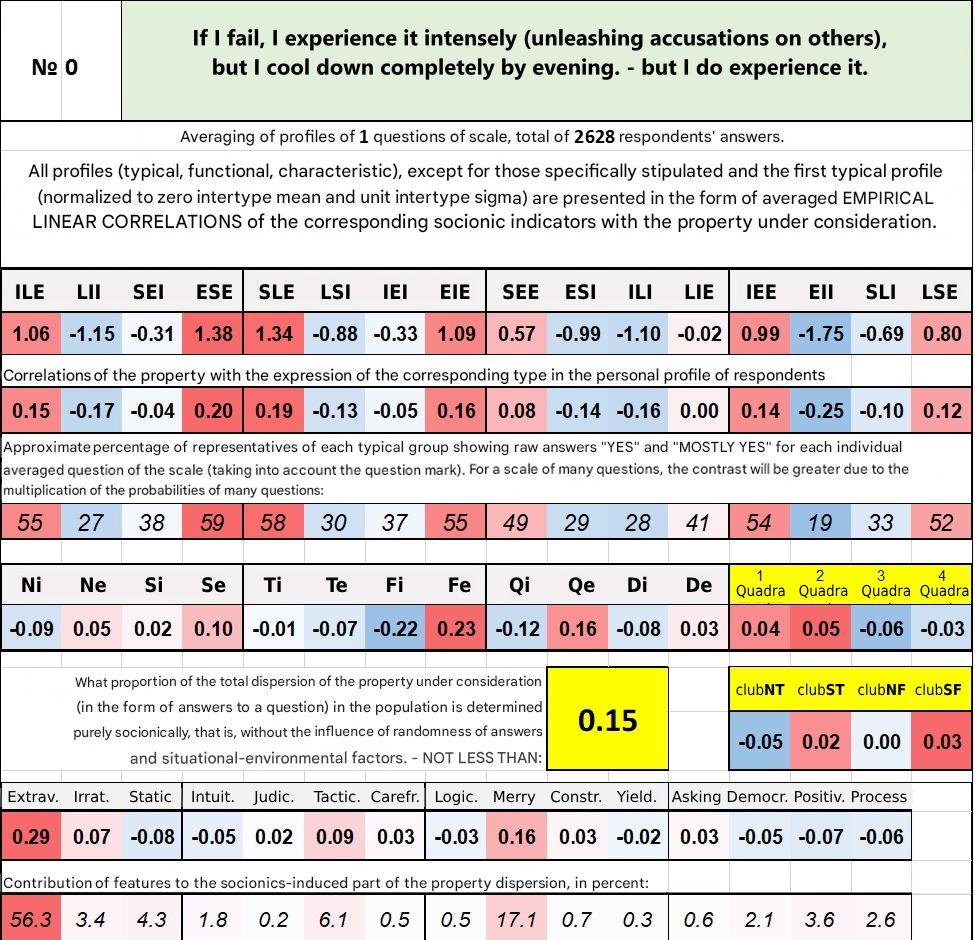 № 0
If I fail, I experience it intensely (unleashing accusations on others),
but I cool down completely by evening. - but I do experience it.
Averaging of profiles of 1 questions of scale, total of 2628 respondents' answers.
All profiles (typical, functional, characteristic), except for those specifically stipulated and the first typical profile
(normalized to zero intertype mean and unit intertype sigma) are presented in the form of averaged EMPIRICAL
LINEAR CORRELATIONS of the corresponding socionic indicators with the property under consideration.
ILE LII SEI ESE SLE LSI IEI EIE SEE ESI ILI LIE IEE EII SLI LSE
1.06 -1.15 -0.31 1.38 1.34 -0.88 -0.33 1.09 0.57 -0.99 -1.10 -0.02 0.99 -1.75 -0.69 0.80
Correlations of the property with the expression of the corresponding type in the personal profile of respondents
0.15 -0.17 -0.04 0.20 0.19 -0.13 -0.05 0.16 0.08 -0.14 -0.16 0.00 0.14 -0.25 -0.10 0.12
Approximate percentage of representatives of each typical group showing raw answers "YES" and "MOSTLY YES" for each individual
averaged question of the scale (taking into account the question mark). For a scale of many questions, the contrast will be greater due to the
multiplication of the probabilities of many questions:
55 27 38 59 58 30 37 55 49 29 28 41 54 19 33 52
Ni Ne Si Se Ti Te Fi Fe Qi Qe Di De 1 Quadra 2 Quadra 3 Quadra 4 Quadra
-0.09 0.05 0.02 0.10 -0.01 -0.07 -0.22 0.23 -0.12 0.16 -0.08 0.03 0.04 0.05 -0.06 -0.03
What proportion of the total dispersion of the property under consideration
(in the form of answers to a question) in the population is determined
purely socionically, that is, without the influence of randomness of answers
and situational-environmental factors. - NOT LESS THAN:
0.15
clubNT clubST clubNF clubSF
-0.05 0.02 0.00 0.03
Extrav. Irrat. Static Intuit. Judic. Tactic. Carefr. Logic. Merry Constr. Yield. Asking Democr. Positiv. Process
0.29 0.07 -0.08 -0.05 0.02 0.09 0.03 -0.03 0.16 0.03 -0.02 0.03 -0.05 -0.07 -0.06
Contribution of features to the socionics-induced part of the property dispersion, in percent:
56.3 3.4 4.3 1.8 0.2 6.1 0.5 0.5 17.1 0.7 0.3 0.6 2.1 3.6 2.6